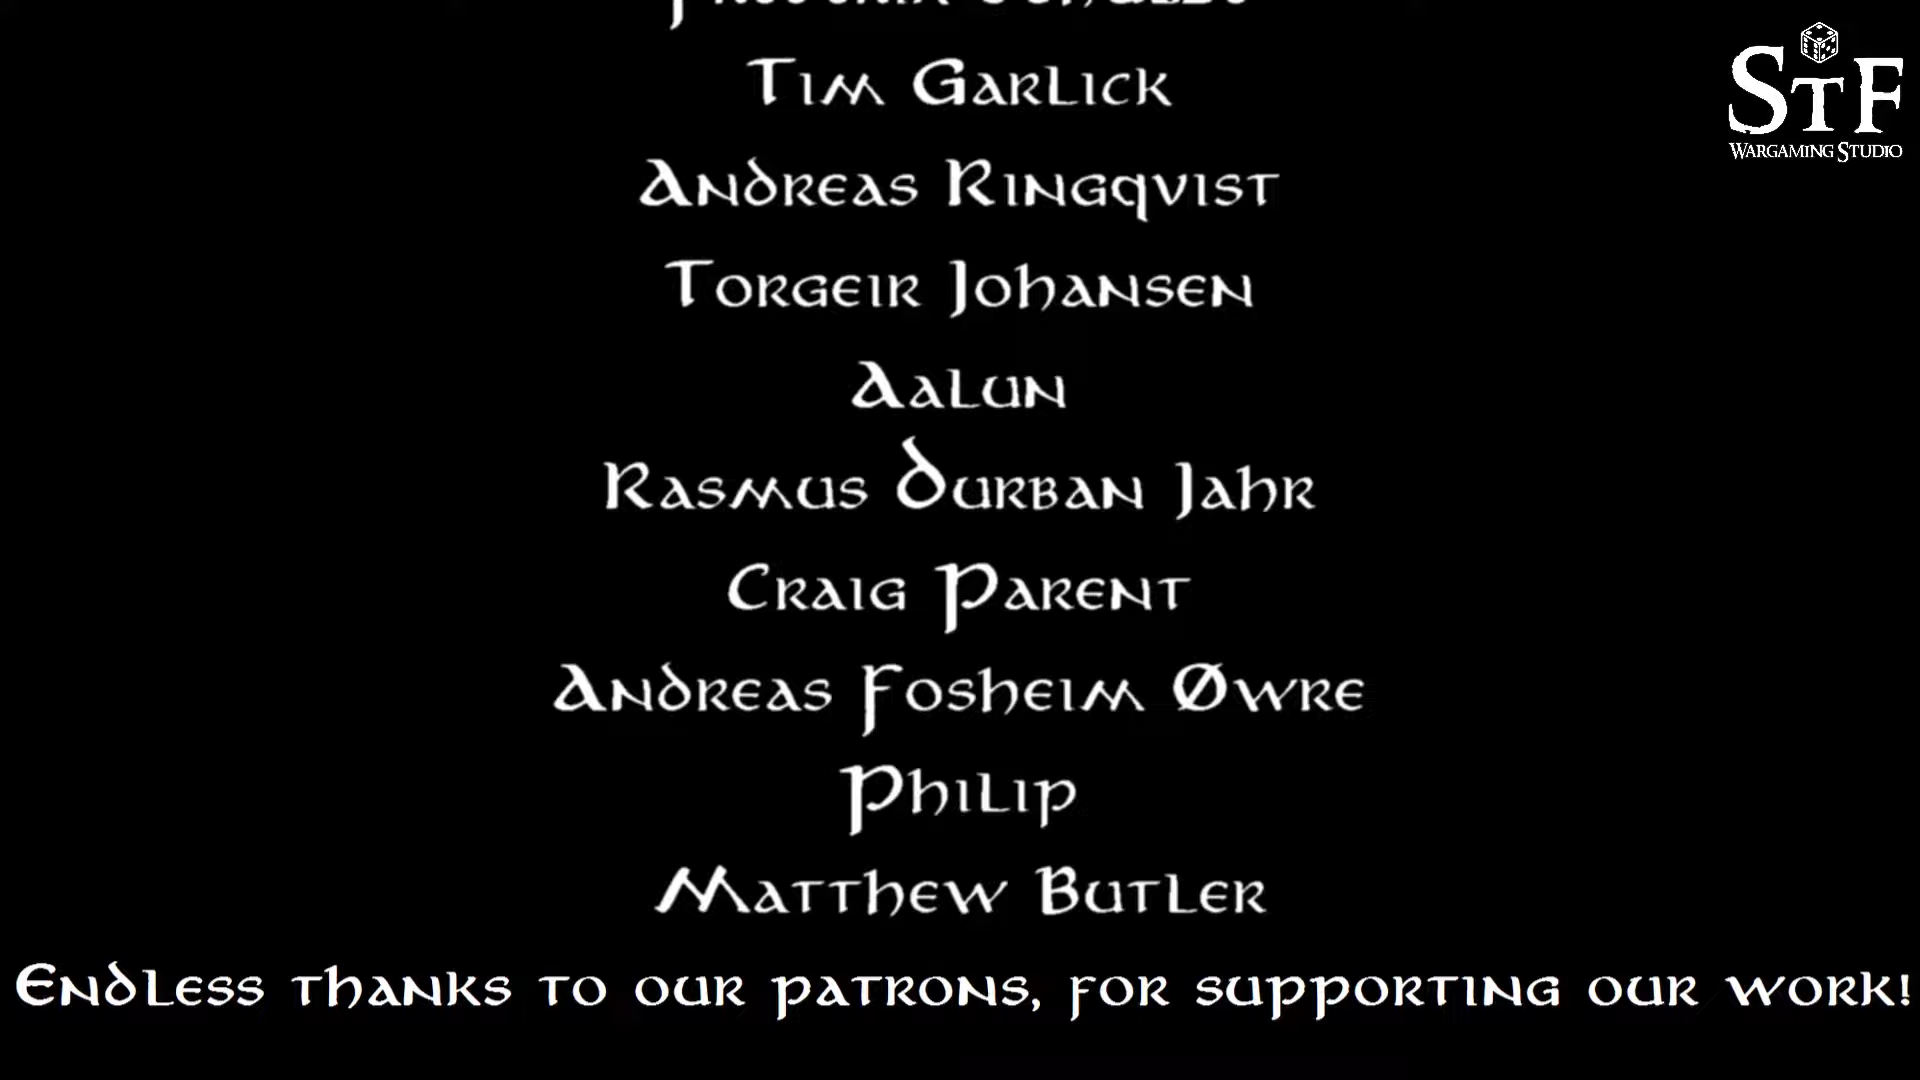 Tim Garlick
Andreas Ringqvist
Torgeir Johansen
Aalun
Rasmus Durban Jahr
Craig Parent
Andreas Fosheim Øwre
Philip
Matthew Butler
Endless thanks to our patrons, for supporting our work!
StF
Wargaming Studio